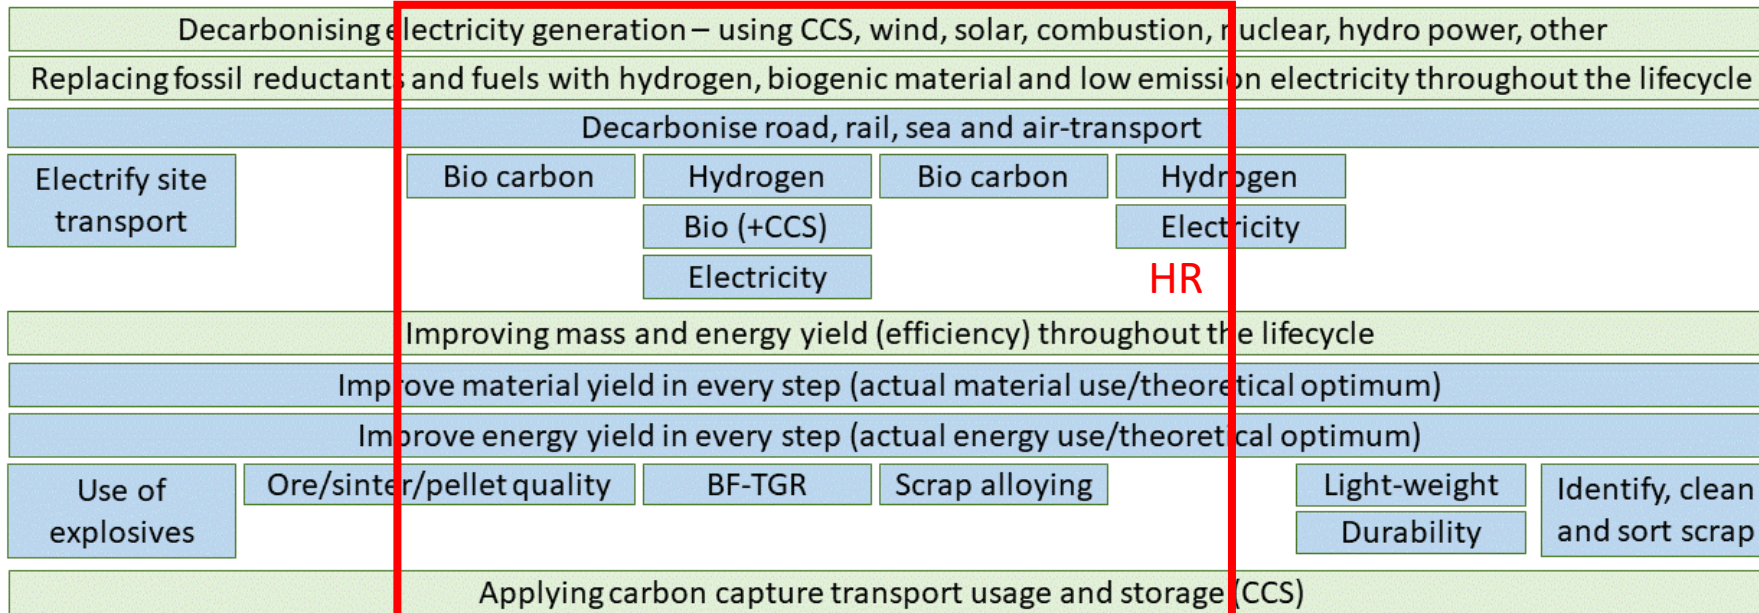 Decarbonising electricity generation – using CCS, wind, solar, combustion, nuclear, hydro power, other
Replacing fossil reductants and fuels with hydrogen, biogenic material and low emission electricity throughout the lifecycle
Decarbonise road, rail, sea and air-transport
Electrify site
transport
Bio carbon
Hydrogen
Bio carbon
Hydrogen
Bio (+CCS)
Electricity
Electricity
HR
Improving mass and energy yield (efficiency) throughout the lifecycle
Improve material yield in every step (actual material use/theoretical optimum)
Improve energy yield in every step (actual energy use/theoretical optimum)
Use of
explosives
Ore/sinter/pellet quality
BF-TGR
Scrap alloying
Light-weight
Durability
Identify, clean
and sort scrap
Applying carbon capture transport usage and storage (CCS)